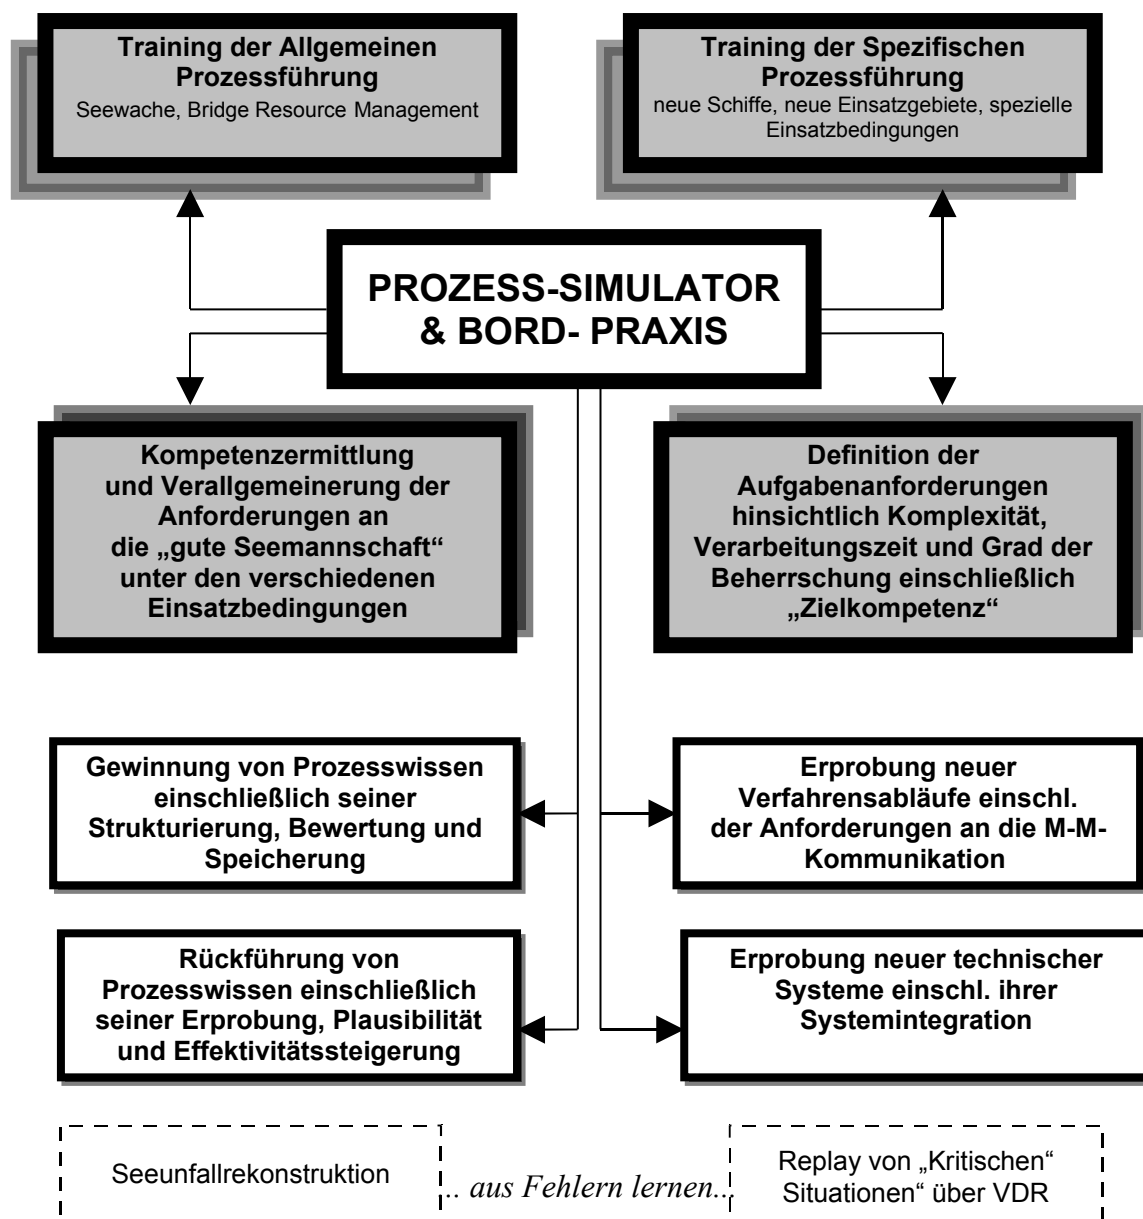 Training der Allgemeinen
Prozessführung
Seewache, Bridge Resource Management
Training der Spezifischen
Prozessführung
neue Schiffe, neue Einsatzgebiete, spezielle
Einsatzbedingungen
PROZESS-SIMULATOR
& BORD- PRAXIS
Kompetenzermittlung
und Verallgemeinerung der
Anforderungen an
die „gute Seemannschaft“
unter den verschiedenen
Einsatzbedingungen
Definition der
Aufgabenanforderungen
hinsichtlich Komplexität,
Verarbeitungszeit und Grad der
Beherrschung einschließlich
„Zielkompetenz“
Gewinnung von Prozesswissen
einschließlich seiner
Strukturierung, Bewertung und
Speicherung
Erprobung neuer
Verfahrensabläufe einschl.
der Anforderungen an die M-M-
Kommunikation
Rückführung von
Prozesswissen einschließlich
seiner Erprobung, Plausibilität
und Effektivitätssteigerung
Erprobung neuer technischer
Systeme einschl. ihrer
Systemintegration
Seeunfallrekonstruktion
... aus Fehlern lernen...
Replay von „Kritischen“
Situationen“ über VDR